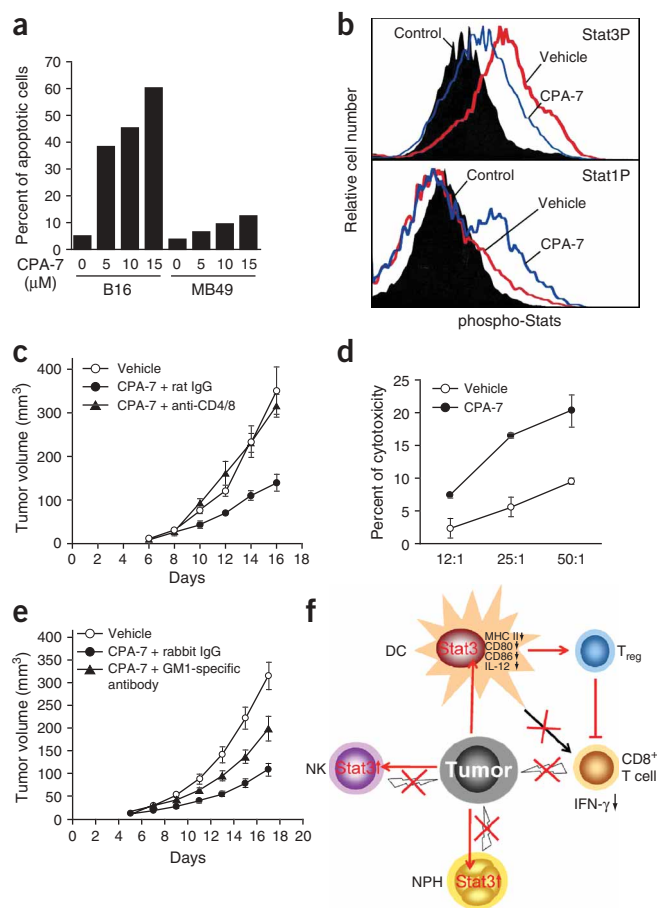 a
Percent of apoptotic cells
70
60
50
40
30
20
10
0
CPA-7 0 5 10 15 0 5 10 15
(μM)
B16 MB49
b
Control
Stat3P
Vehicle
CPA-7
Relative cell number
Stat1P
Control
Vehicle
CPA-7
phospho-Stats
c
Vehicle
CPA-7 + rat IgG
CPA-7 + anti-CD4/8
Tumor volume (mm³)
400
300
200
100
0
0 2 4 6 8 10 12 14 16 18
Days
d
Vehicle
CPA-7
Percent of cytotoxicity
25
20
15
10
5
0
12:1 25:1 50:1
e
Vehicle
CPA-7 + rabbit IgG
CPA-7 + GM1-specific
antibody
Tumor volume (mm³)
400
350
300
250
200
150
100
50
0
0 2 4 6 8 10 12 14 16 18 20
Days
f
DC
Stat3
MHC II
CD80
CD86
IL-12
Treg
NK
Stat3↑
Tumor
CD8⁺
T cell
IFN-γ↓
NPH
Stat3↑